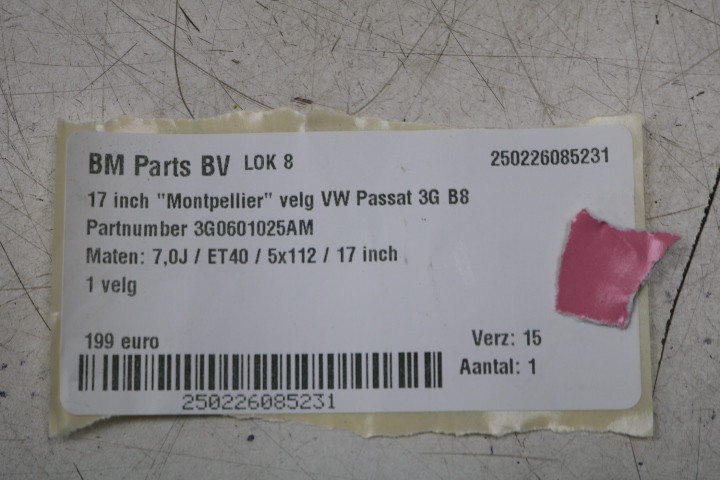 BM Parts BV LOK 8 250226085231
17 inch "Montpellier" velg VW Passat 3G B8
Partnumber 3G0601025AM
Maten: 7,0J / ET40 / 5x112 / 17 inch
1 velg
199 euro Verz: 15
Aantal: 1
250226085231